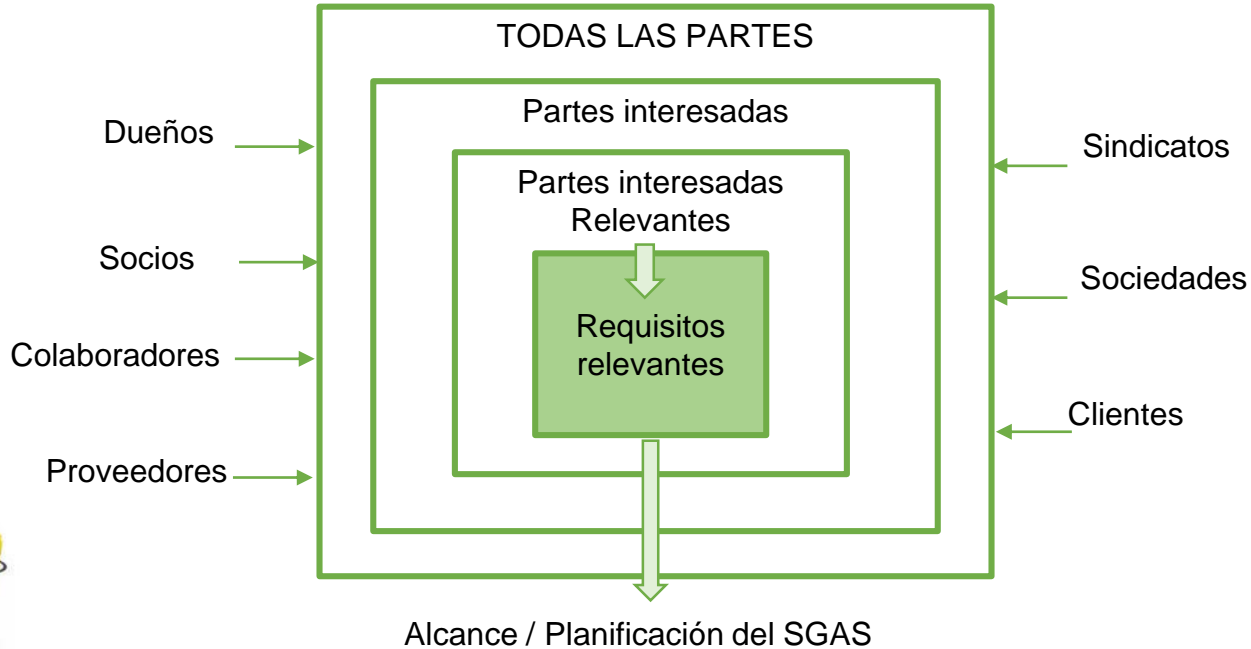 TODAS LAS PARTES
Partes interesadas
Partes interesadas
Relevantes
Requisitos
relevantes
Dueños
Socios
Colaboradores
Proveedores
Sindicatos
Sociedades
Clientes
Alcance / Planificación del SGAS